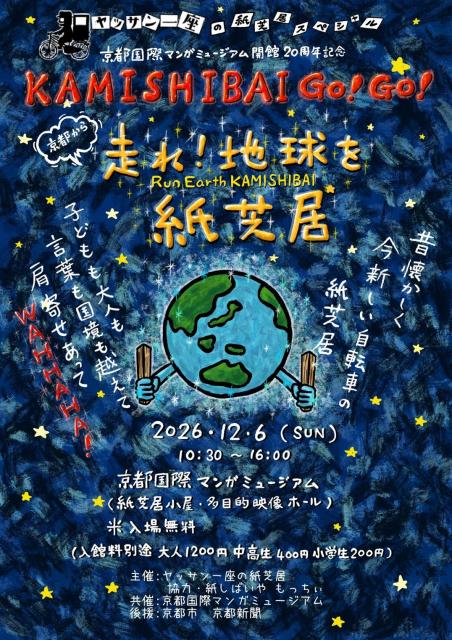 ヤッサン一座の紙芝居スペシャル
京都国際マンガミュージアム開館20周年記念
KAMISHIBAI GO!GO!
京都から
走れ!地球を
Run Earth KAMISHIBAI
紙芝居
昔懐かしく
今新しい自転車の
紙芝居
子どもも大人も
言葉も国境も越えて
肩寄せあって
WAHHAHA!
2026・12・6(SUN)
10:30~16:00
京都国際マンガミュージアム
(紙芝居小屋・多目的映像ホール)
※入場無料
(入館料別途 大人1200円 中高生400円 小学生200円)
主催:ヤッサン一座の紙芝居
協力・紙しばいや もっちぃ
共催:京都国際マンガミュージアム
後援:京都市 京都新聞